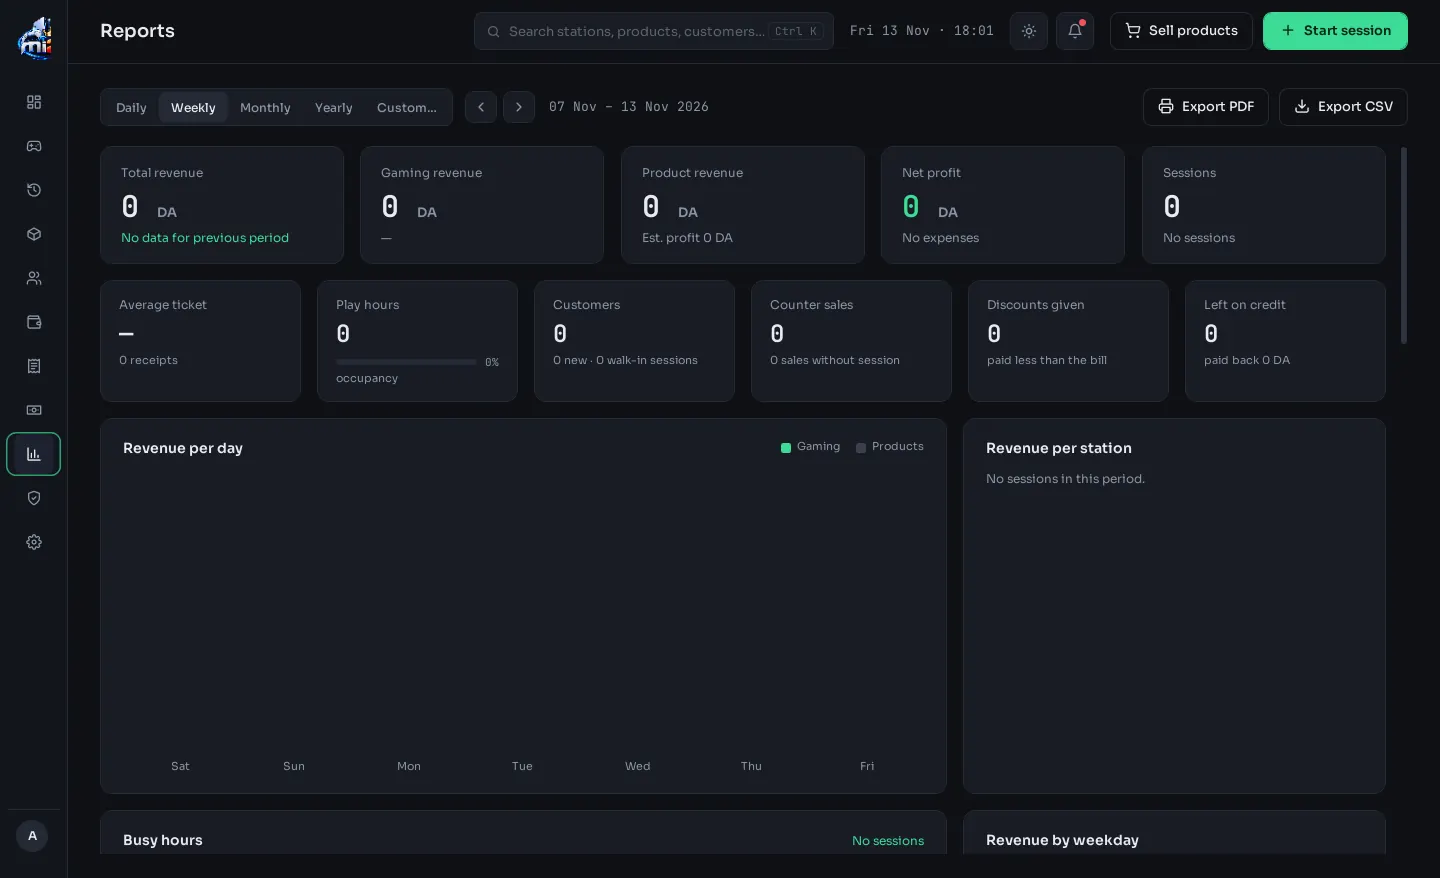 mi
Reports
Search stations, products, customers... Ctrl K
Fri 13 Nov · 18:01
Sell products
Start session
Daily Weekly Monthly Yearly Custom...
07 Nov – 13 Nov 2026
Export PDF
Export CSV
Total revenue
0 DA
No data for previous period
Gaming revenue
0 DA
—
Product revenue
0 DA
Est. profit 0 DA
Net profit
0 DA
No expenses
Sessions
0
No sessions
Average ticket
—
0 receipts
Play hours
0
0%
occupancy
Customers
0
0 new · 0 walk-in sessions
Counter sales
0
0 sales without session
Discounts given
0
paid less than the bill
Left on credit
0
paid back 0 DA
Revenue per day
Gaming Products
Sat Sun Mon Tue Wed Thu Fri
Revenue per station
No sessions in this period.
Busy hours
No sessions
Revenue by weekday
A